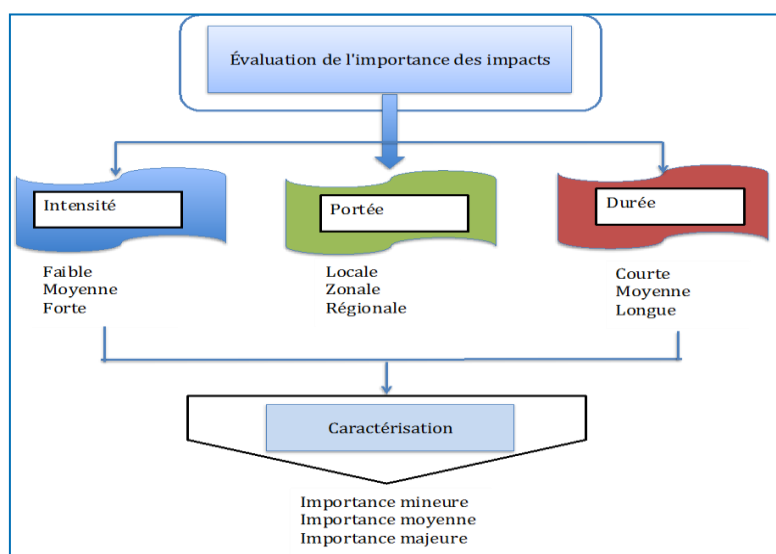 Évaluation de l'importance des impacts
Intensité
Portée
Durée
Faible
Moyenne
Forte
Locale
Zonale
Régionale
Courte
Moyenne
Longue
Caractérisation
Importance mineure
Importance moyenne
Importance majeure